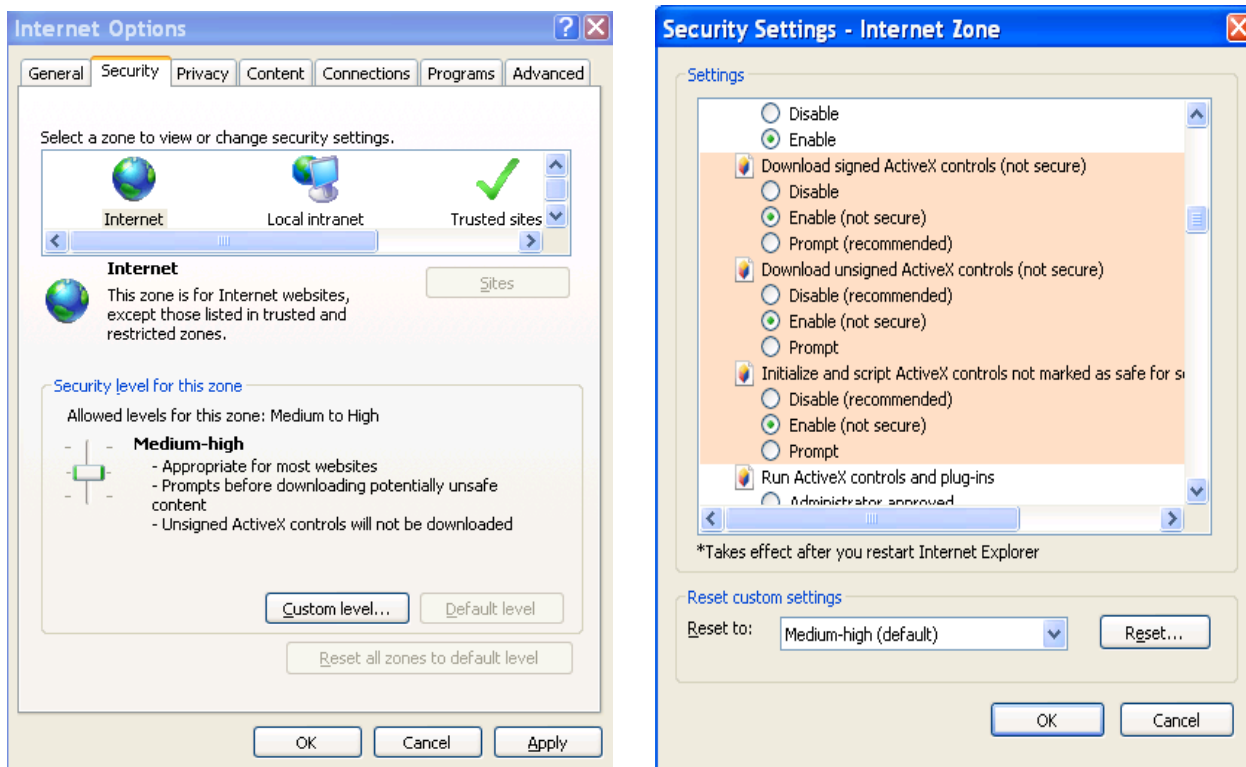 Internet Options
General Security Privacy Content Connections Programs Advanced
Select a zone to view or change security settings.
Internet Local intranet Trusted sites
Internet
Sites
This zone is for Internet websites,
except those listed in trusted and
restricted zones.
Security level for this zone
Allowed levels for this zone: Medium to High
Medium-high
- Appropriate for most websites
- Prompts before downloading potentially unsafe
content
- Unsigned ActiveX controls will not be downloaded
Custom level... Default level
Reset all zones to default level
OK Cancel Apply
Security Settings - Internet Zone
Settings
Disable
Enable
Download signed ActiveX controls (not secure)
Disable
Enable (not secure)
Prompt (recommended)
Download unsigned ActiveX controls (not secure)
Disable (recommended)
Enable (not secure)
Prompt
Initialize and script ActiveX controls not marked as safe for
Disable (recommended)
Enable (not secure)
Prompt
Run ActiveX controls and plug-ins
Administrator approved
*Takes effect after you restart Internet Explorer
Reset custom settings
Reset to: Medium-high (default) Reset...
OK Cancel